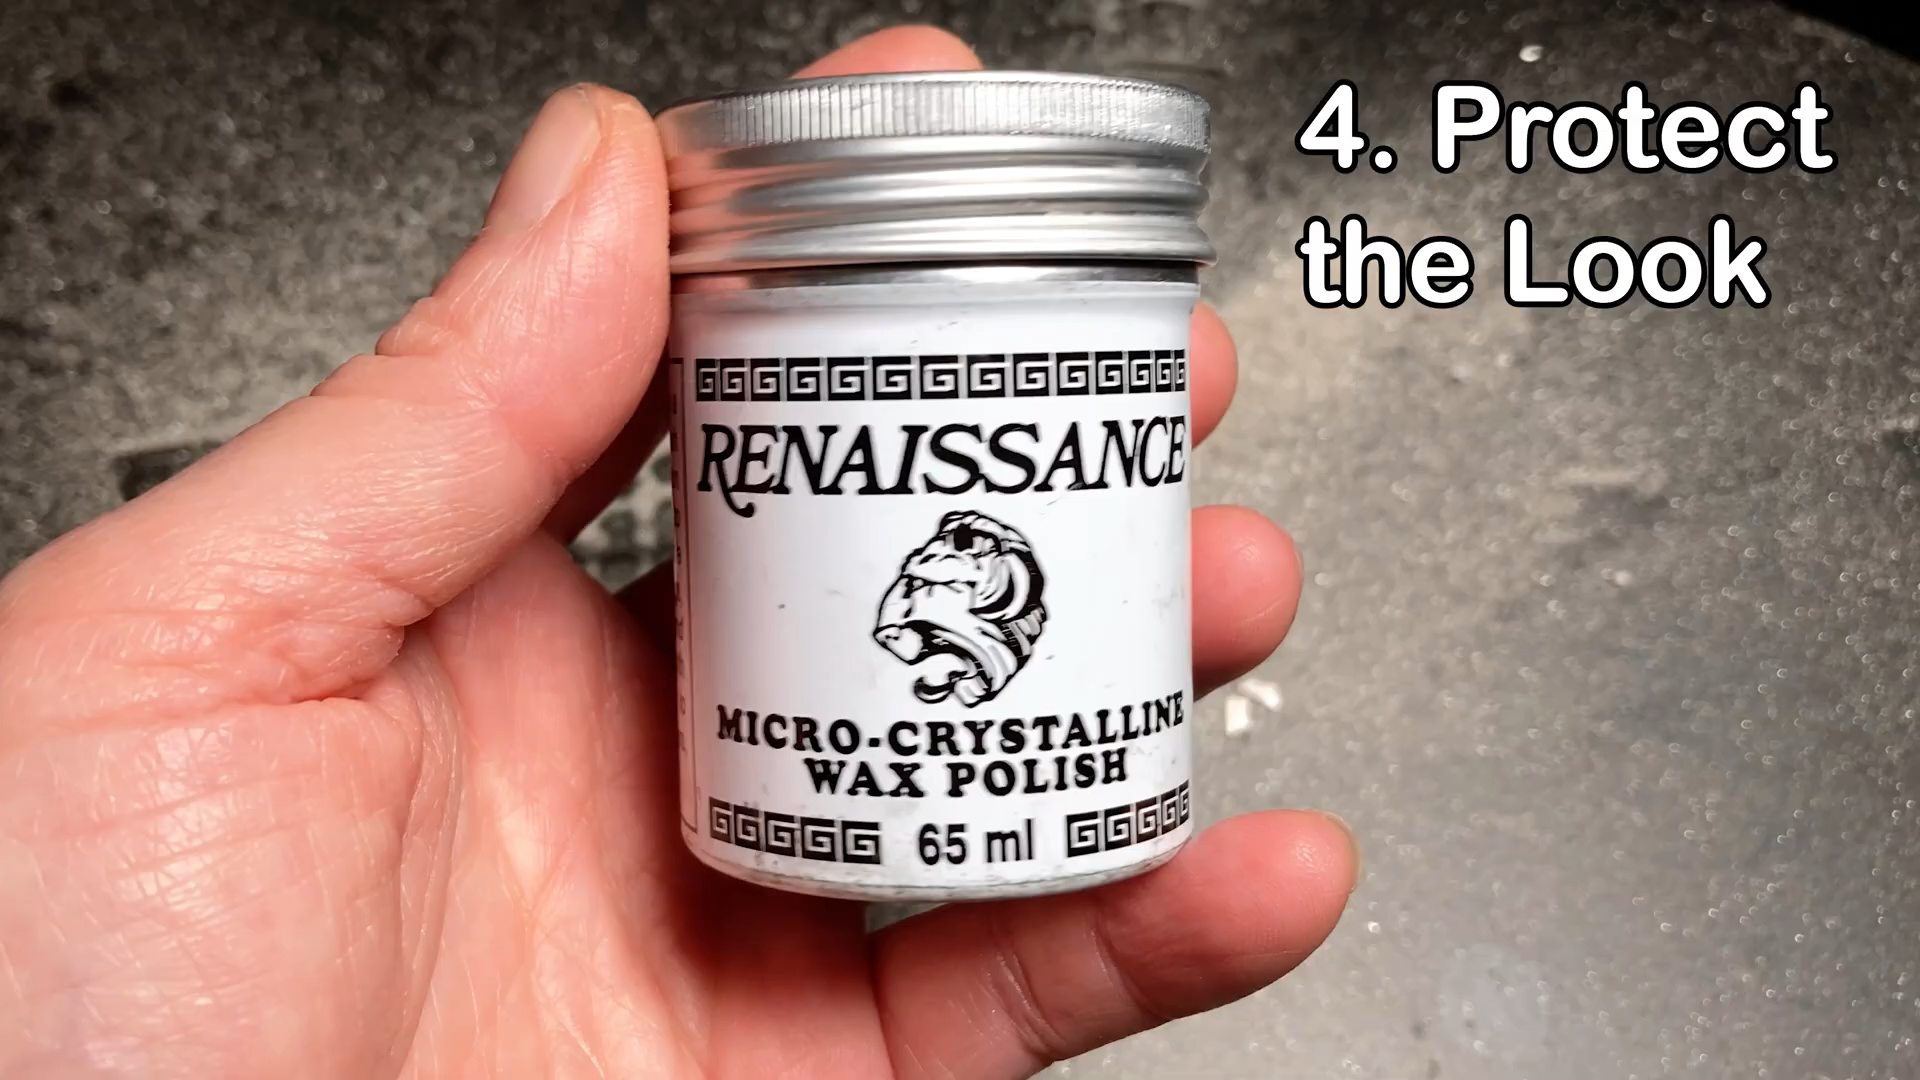 4. Protect
the Look
RENAISSANCE
MICRO-CRYSTALLINE
WAX POLISH
65 ml